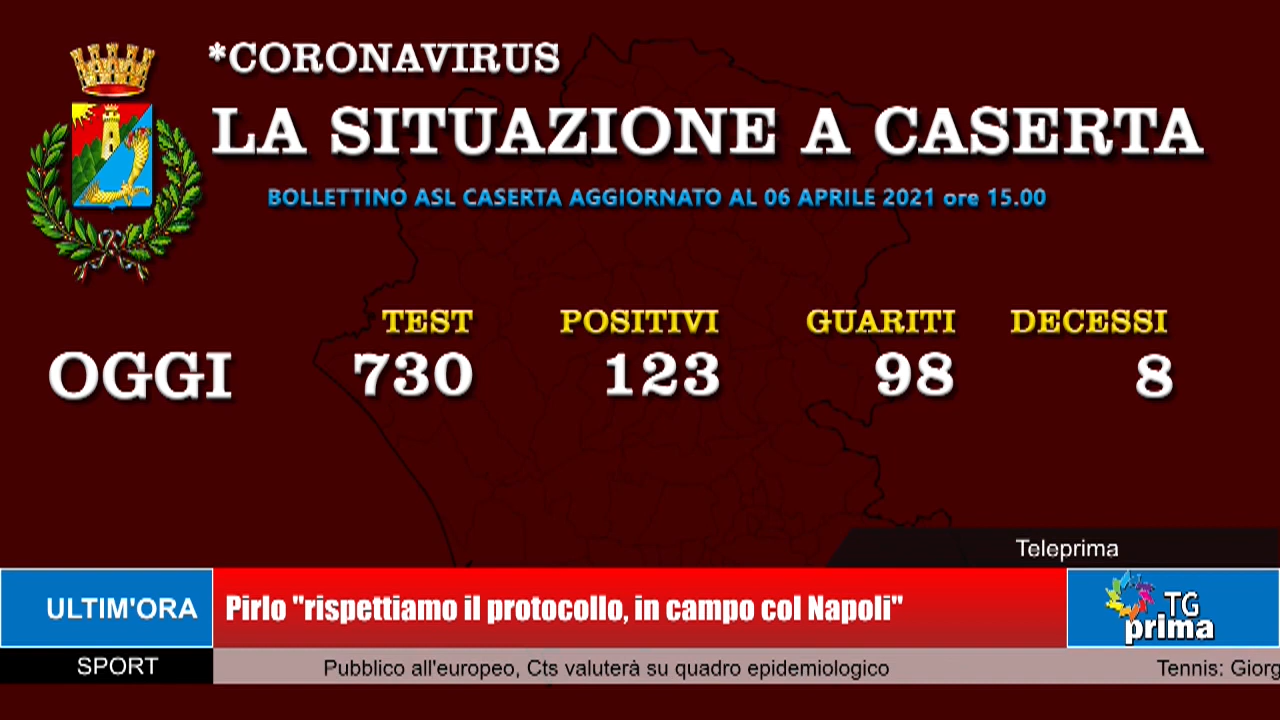 *CORONAVIRUS
LA SITUAZIONE A CASERTA
BOLLETTINO ASL CASERTA AGGIORNATO AL 06 APRILE 2021 ore 15.00
TEST POSITIVI GUARITI DECESSI
OGGI 730 123 98 8
Teleprima
ULTIM'ORA Pirlo "rispettiamo il protocollo, in campo col Napoli"
TG
prima
SPORT Pubblico all'europeo, Cts valuterà su quadro epidemiologico Tennis: Giorg